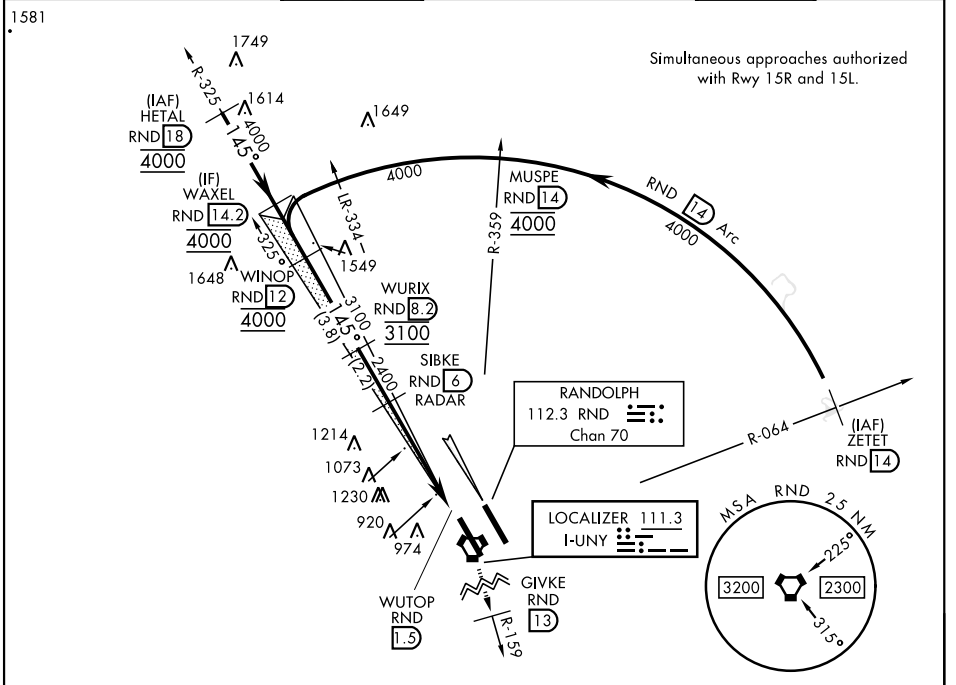 1581
1749
Simultaneous approaches authorized
with Rwy 15R and 15L.
R-325
1614
4000
145°
(IAF)
HETAL
RND 18
4000
1649
4000
MUSPE
RND 14
4000
RND 14 Arc
4000
(IF)
WAXEL
RND 14.2
4000
LR-334
R-359
325°
1549
1648
WINOP
RND 12
4000
3100
145°
(3.8)
WURIX
RND 8.2
3100
2400
(2.2)
SIBKE
RND 6
RADAR
RANDOLPH
112.3 RND
Chan 70
R-064
(IAF)
ZETET
RND 14
1214
1073
1230
920
974
LOCALIZER 111.3
I-UNY
MSA RND 25 NM
225°
3200
2300
315°
GIVKE
RND
13
WUTOP
RND
1.5
R-159